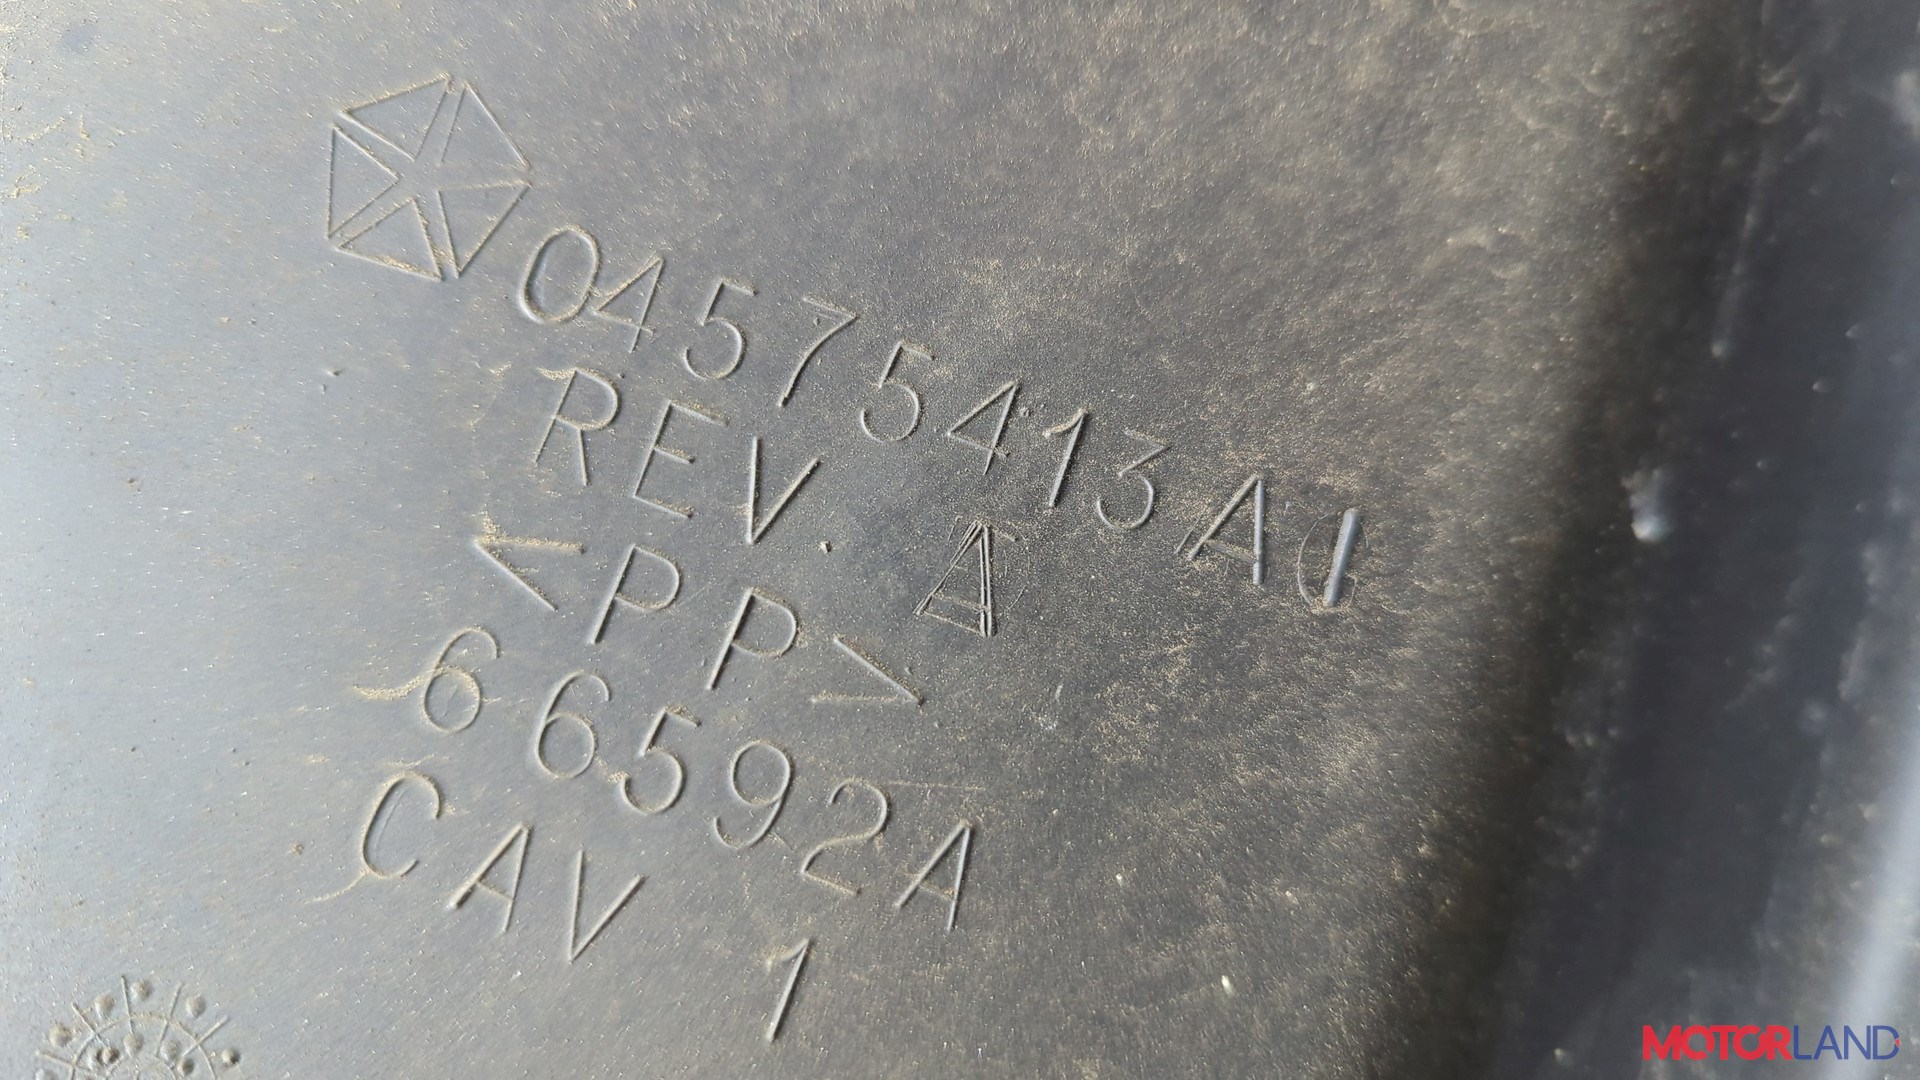 04575413AI
REV A
<PP>
66592A
CAV 1
MOTORLAND